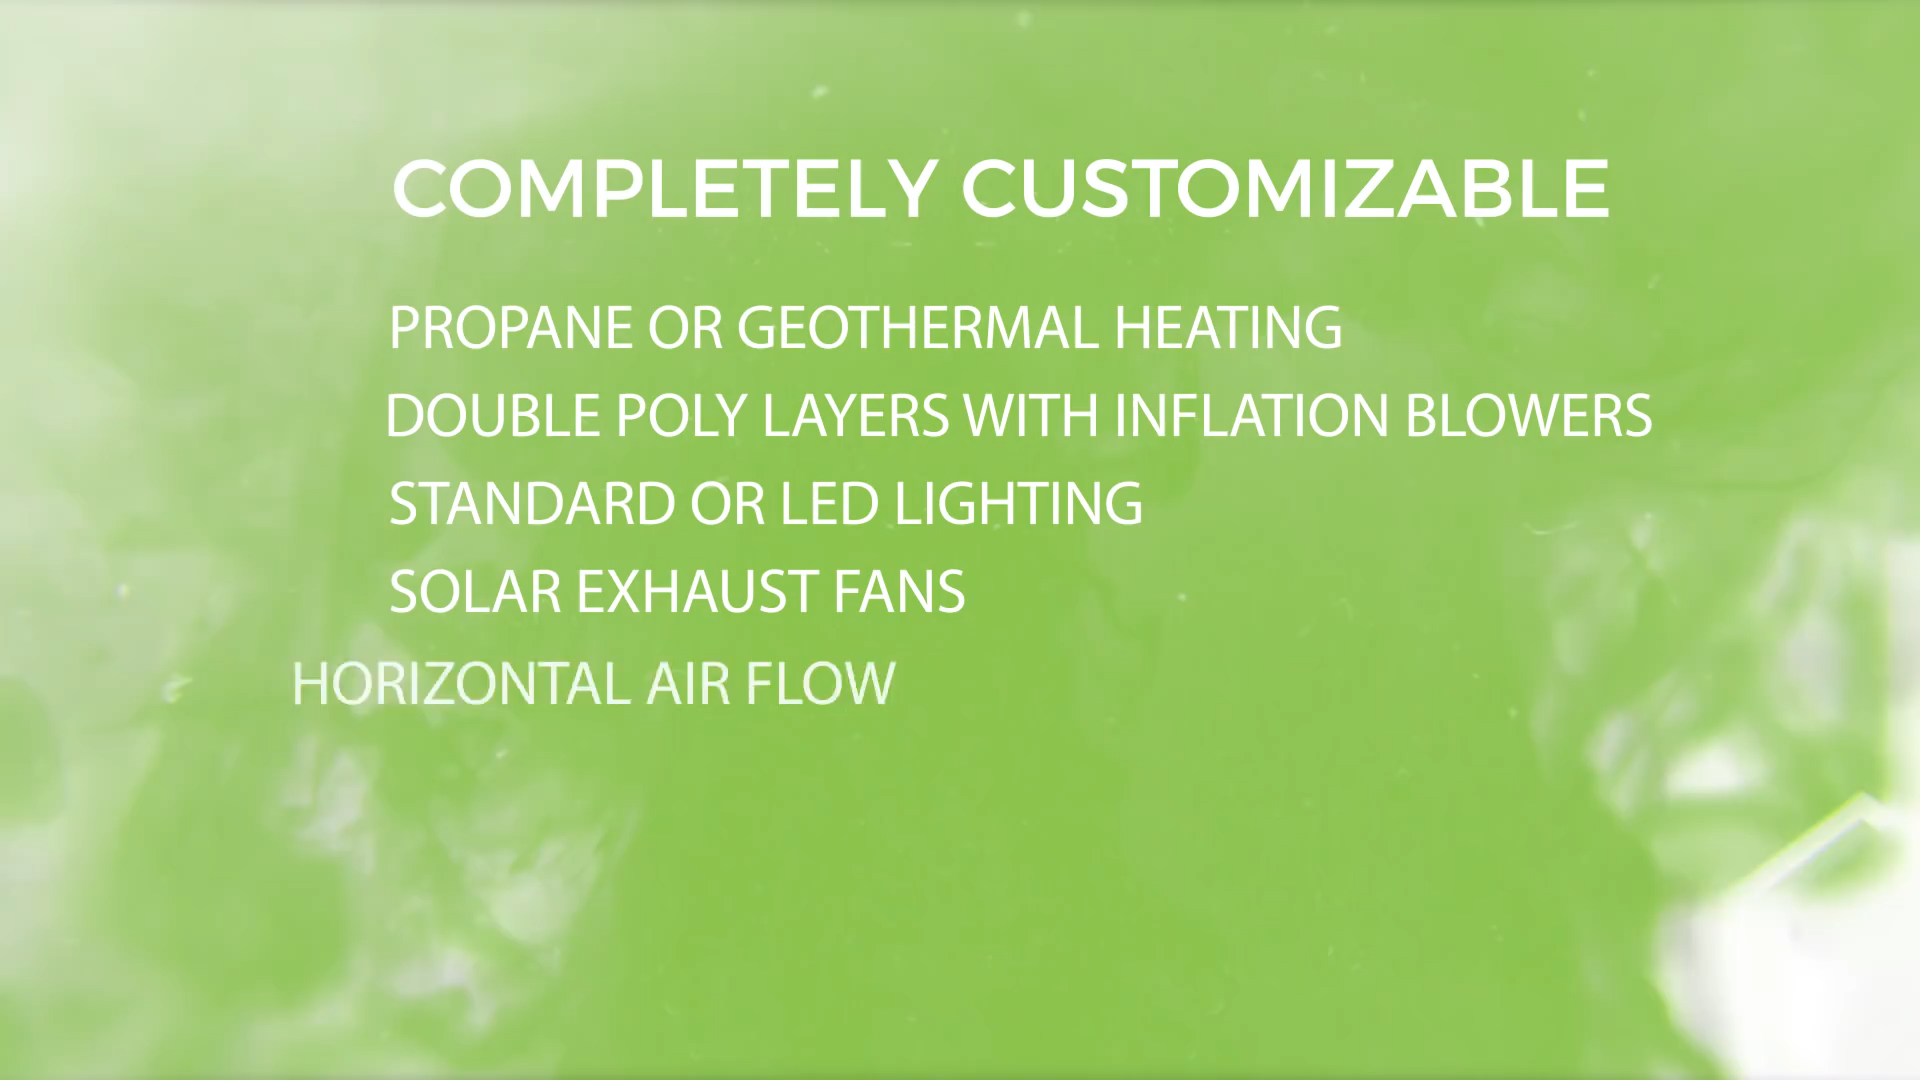 COMPLETELY CUSTOMIZABLE
PROPANE OR GEOTHERMAL HEATING
DOUBLE POLY LAYERS WITH INFLATION BLOWERS
STANDARD OR LED LIGHTING
SOLAR EXHAUST FANS
HORIZONTAL AIR FLOW